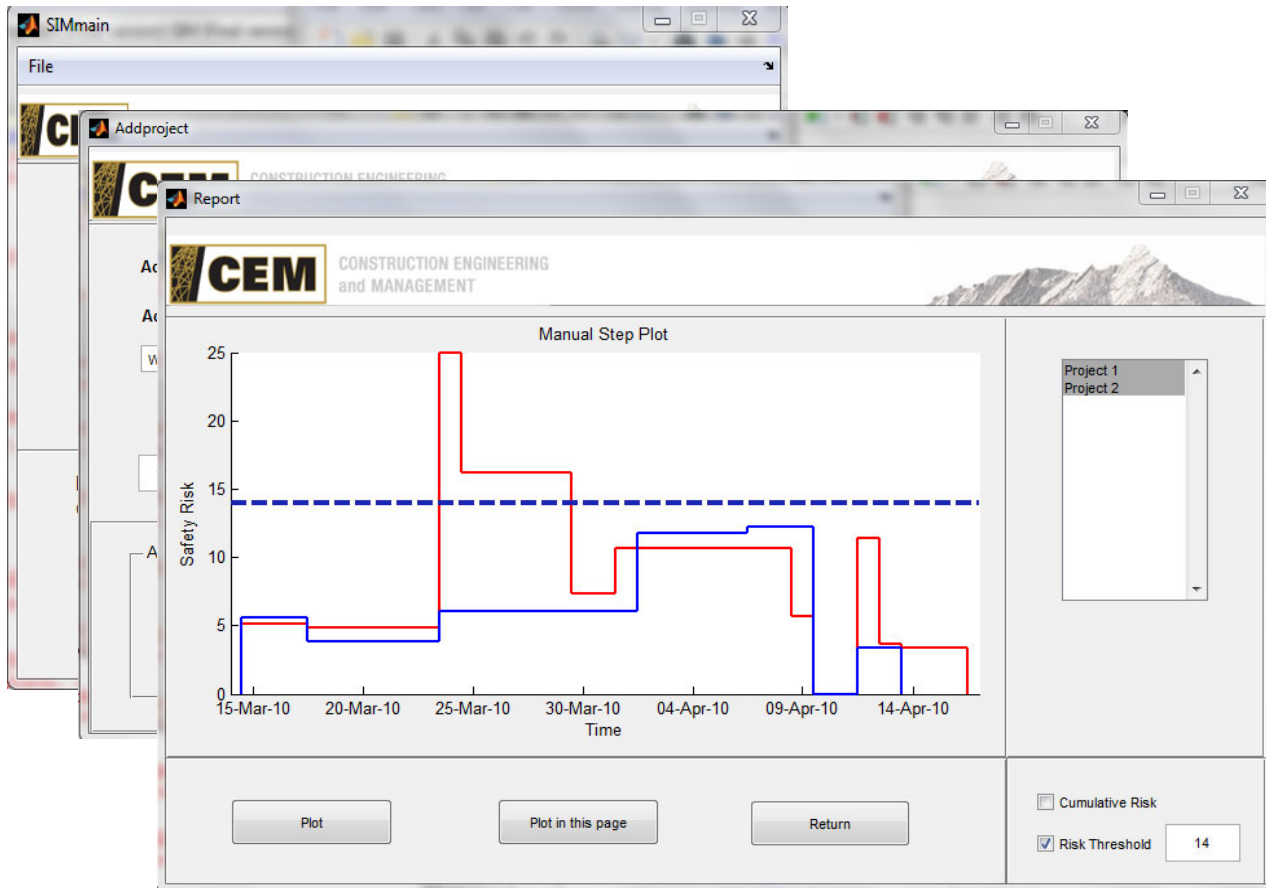 SIMmain
File
Addproject
CONSTRUCTION ENGINEERING
Report
CEM
CONSTRUCTION ENGINEERING
and MANAGEMENT
Manual Step Plot
25
20
15
10
5
0
Safety Risk
15-Mar-10 20-Mar-10 25-Mar-10 30-Mar-10 04-Apr-10 09-Apr-10 14-Apr-10
Time
Project 1
Project 2
Plot
Plot in this page
Return
Cumulative Risk
Risk Threshold 14